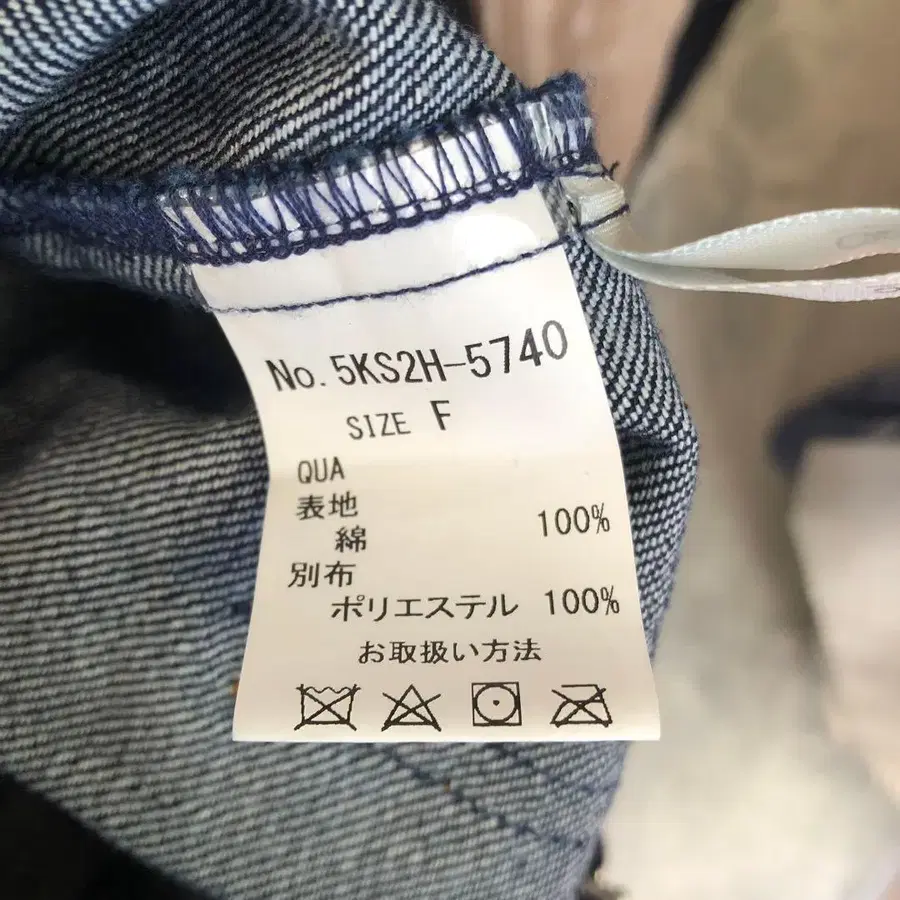 No. 5KS2H-5740
SIZE F
QUA
表地
綿 100%
別布
ポリエステル 100%
お取扱い方法